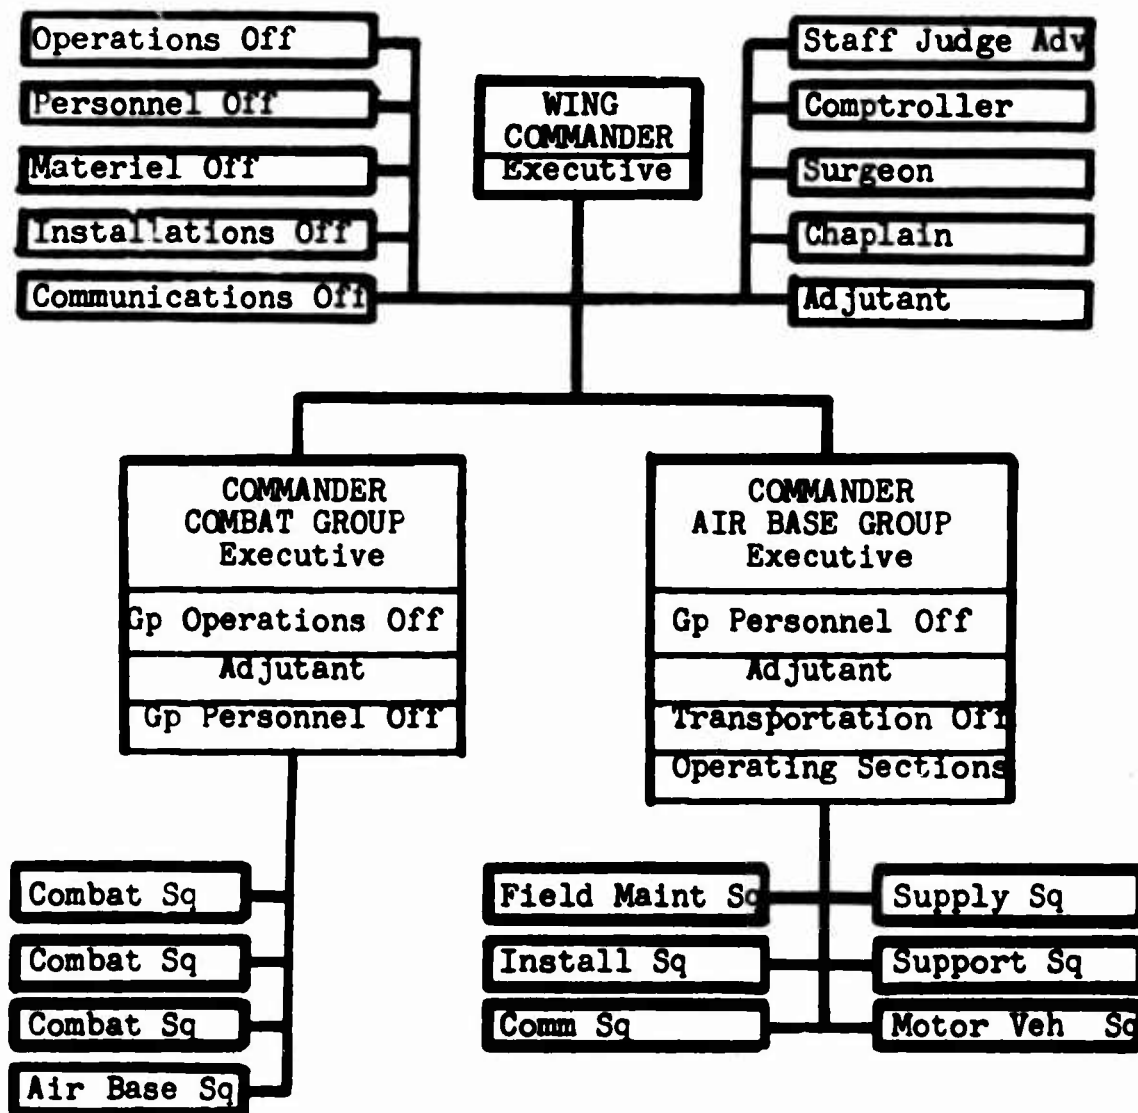 Operations Off
Personnel Off
Materiel Off
Installations Off
Communications Off
WING
COMMANDER
Executive
Staff Judge Adv
Comptroller
Surgeon
Chaplain
Adjutant
COMMANDER
COMBAT GROUP
Executive
Gp Operations Off
Adjutant
Gp Personnel Off
COMMANDER
AIR BASE GROUP
Executive
Gp Personnel Off
Adjutant
Transportation Off
Operating Sections
Combat Sq
Combat Sq
Combat Sq
Air Base Sq
Field Maint Sq
Install Sq
Comm Sq
Supply Sq
Support Sq
Motor Veh Sq